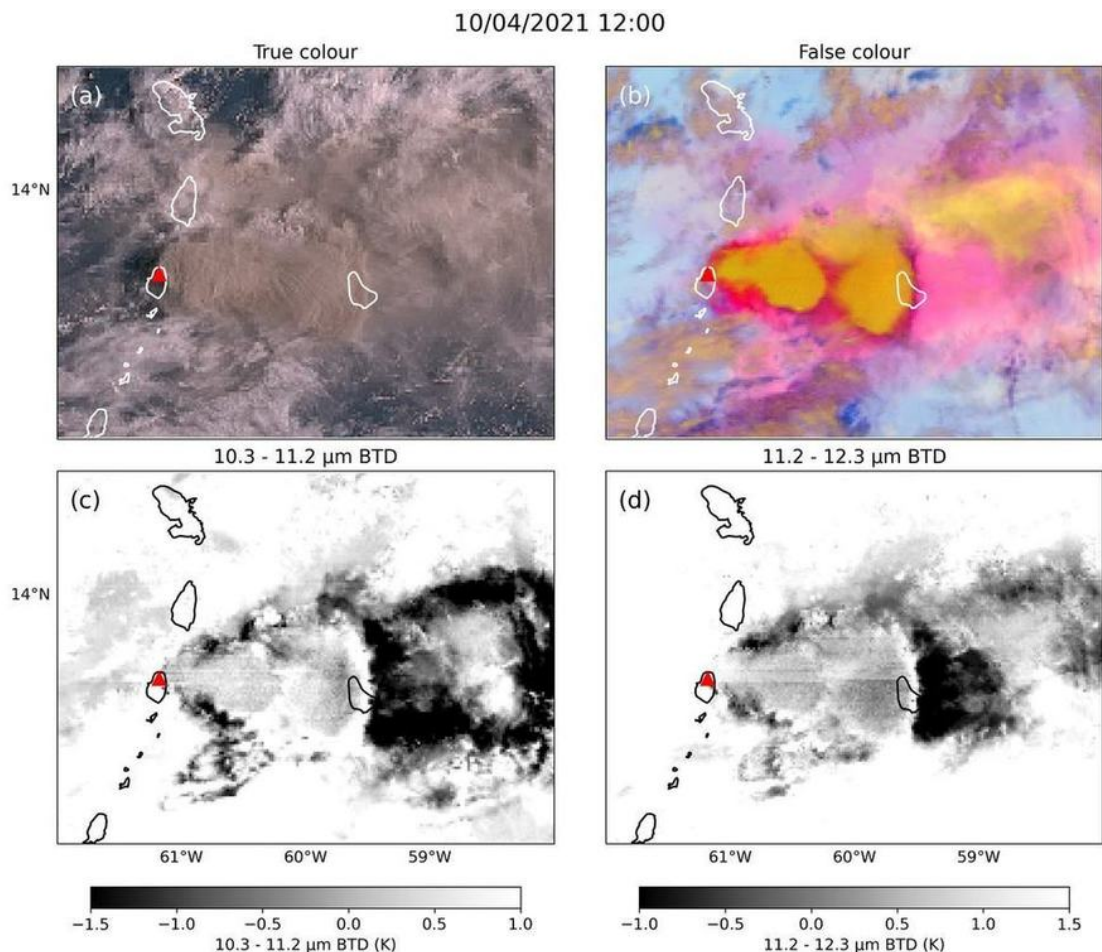 10/04/2021 12:00
True colour
False colour
(a)
(b)
14°N
10.3 - 11.2 μm BTD
11.2 - 12.3 μm BTD
(c)
(d)
14°N
61°W 60°W 59°W
61°W 60°W 59°W
−1.5 −1.0 −0.5 0.0 0.5 1.0
−1.0 −0.5 0.0 0.5 1.0 1.5
10.3 - 11.2 μm BTD (K)
11.2 - 12.3 μm BTD (K)